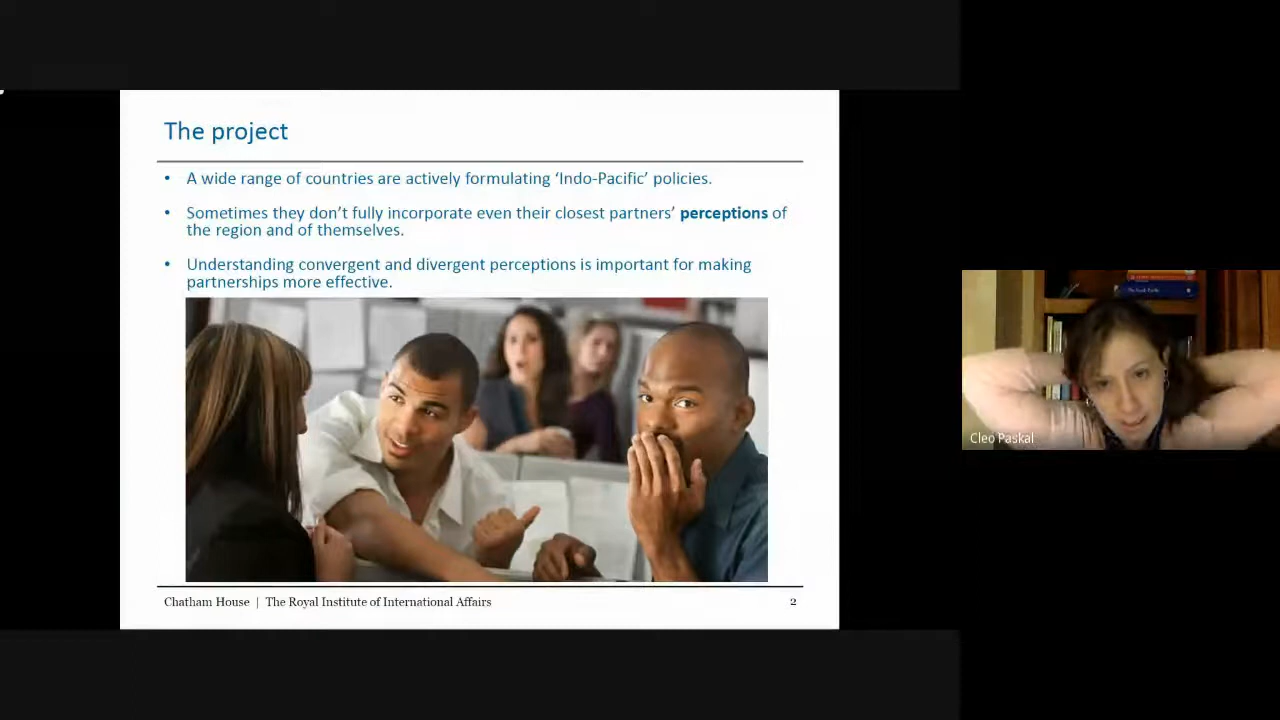 The project
• A wide range of countries are actively formulating ‘Indo-Pacific’ policies.
• Sometimes they don’t fully incorporate even their closest partners’ perceptions of
the region and of themselves.
• Understanding convergent and divergent perceptions is important for making
partnerships more effective.
Chatham House | The Royal Institute of International Affairs
2
Cleo Paskal